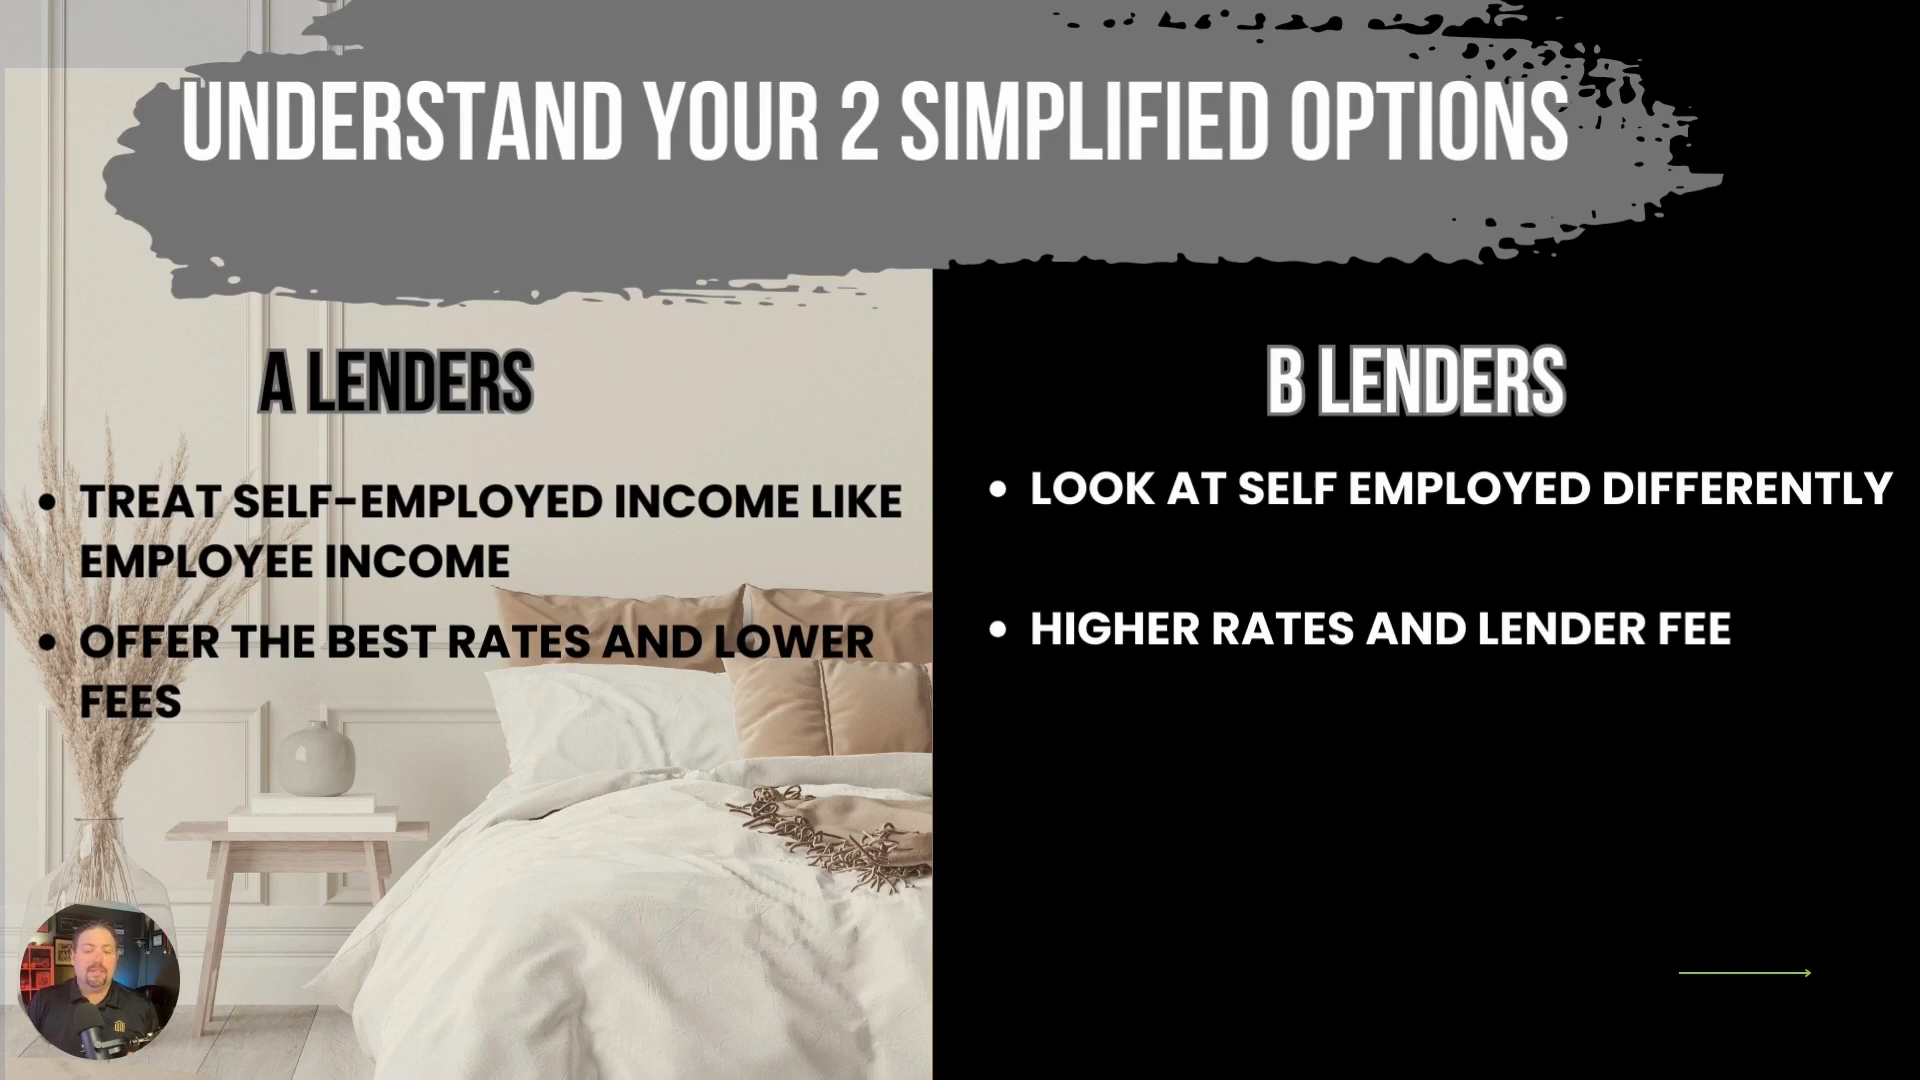 UNDERSTAND YOUR 2 SIMPLIFIED OPTIONS
A LENDERS
• TREAT SELF-EMPLOYED INCOME LIKE
EMPLOYEE INCOME
• OFFER THE BEST RATES AND LOWER
FEES
B LENDERS
• LOOK AT SELF EMPLOYED DIFFERENTLY
• HIGHER RATES AND LENDER FEE